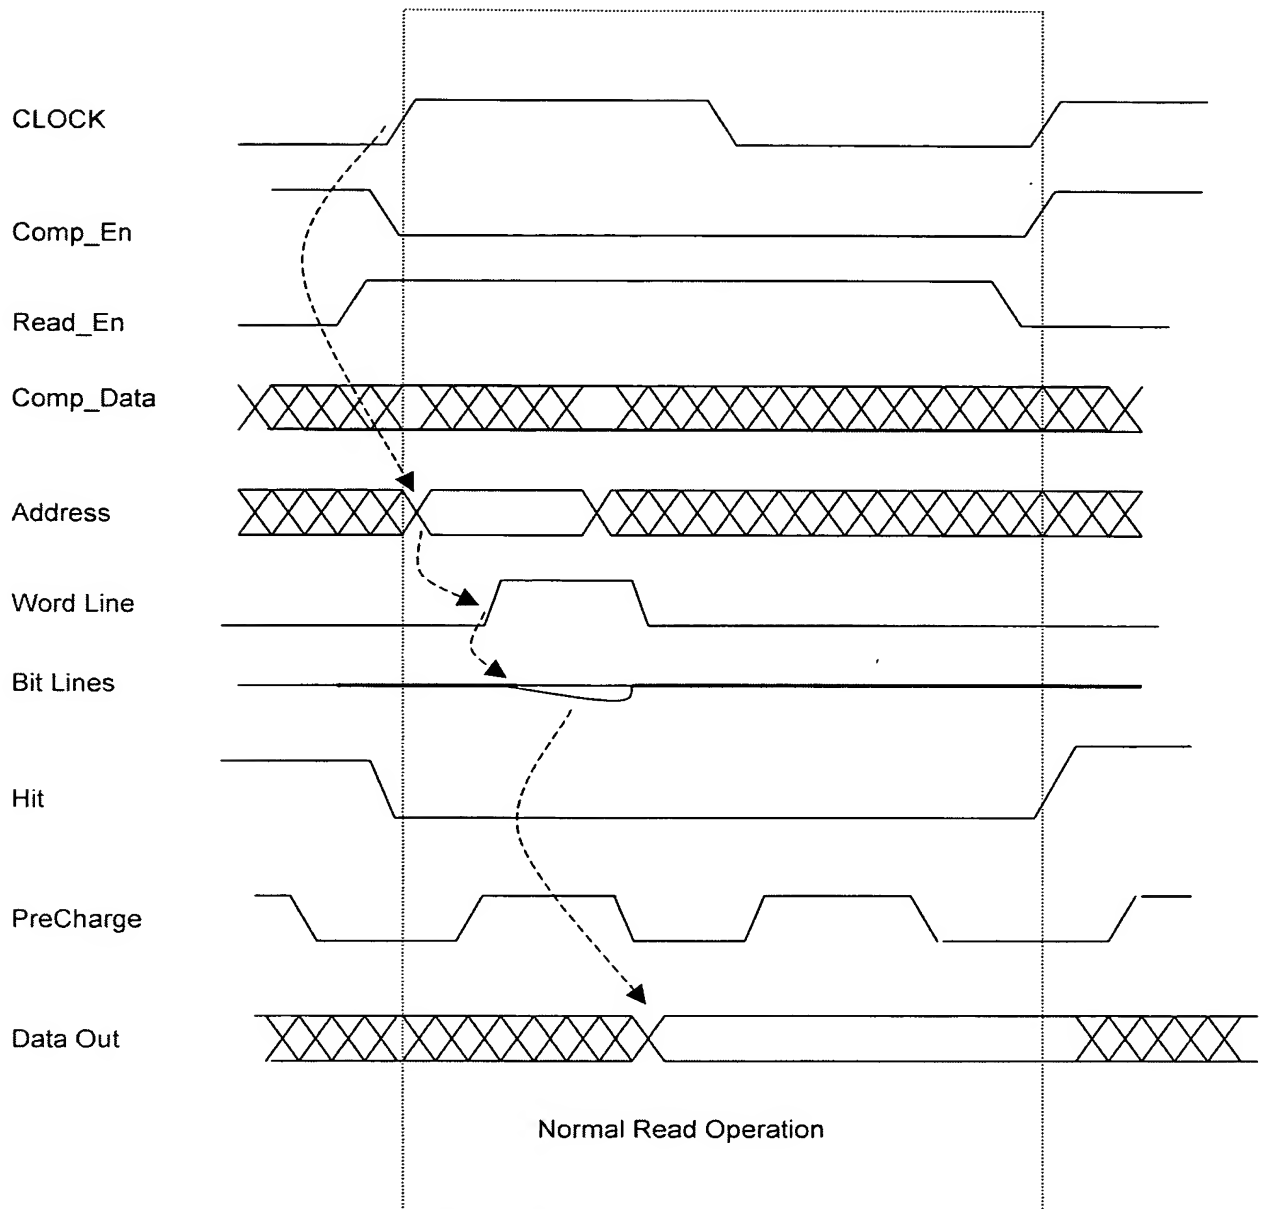 CLOCK
Comp_En
Read_En
Comp_Data
Address
Word Line
Bit Lines
Hit
PreCharge
Data Out
Normal Read Operation